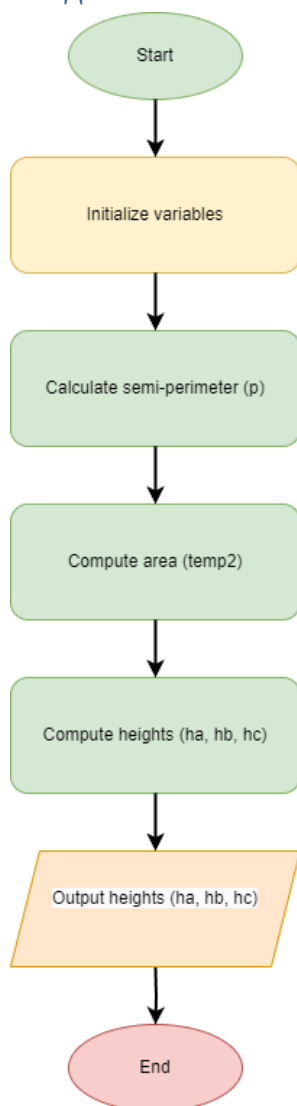 Start
Initialize variables
Calculate semi-perimeter (p)
Compute area (temp2)
Compute heights (ha, hb, hc)
Output heights (ha, hb, hc)
End